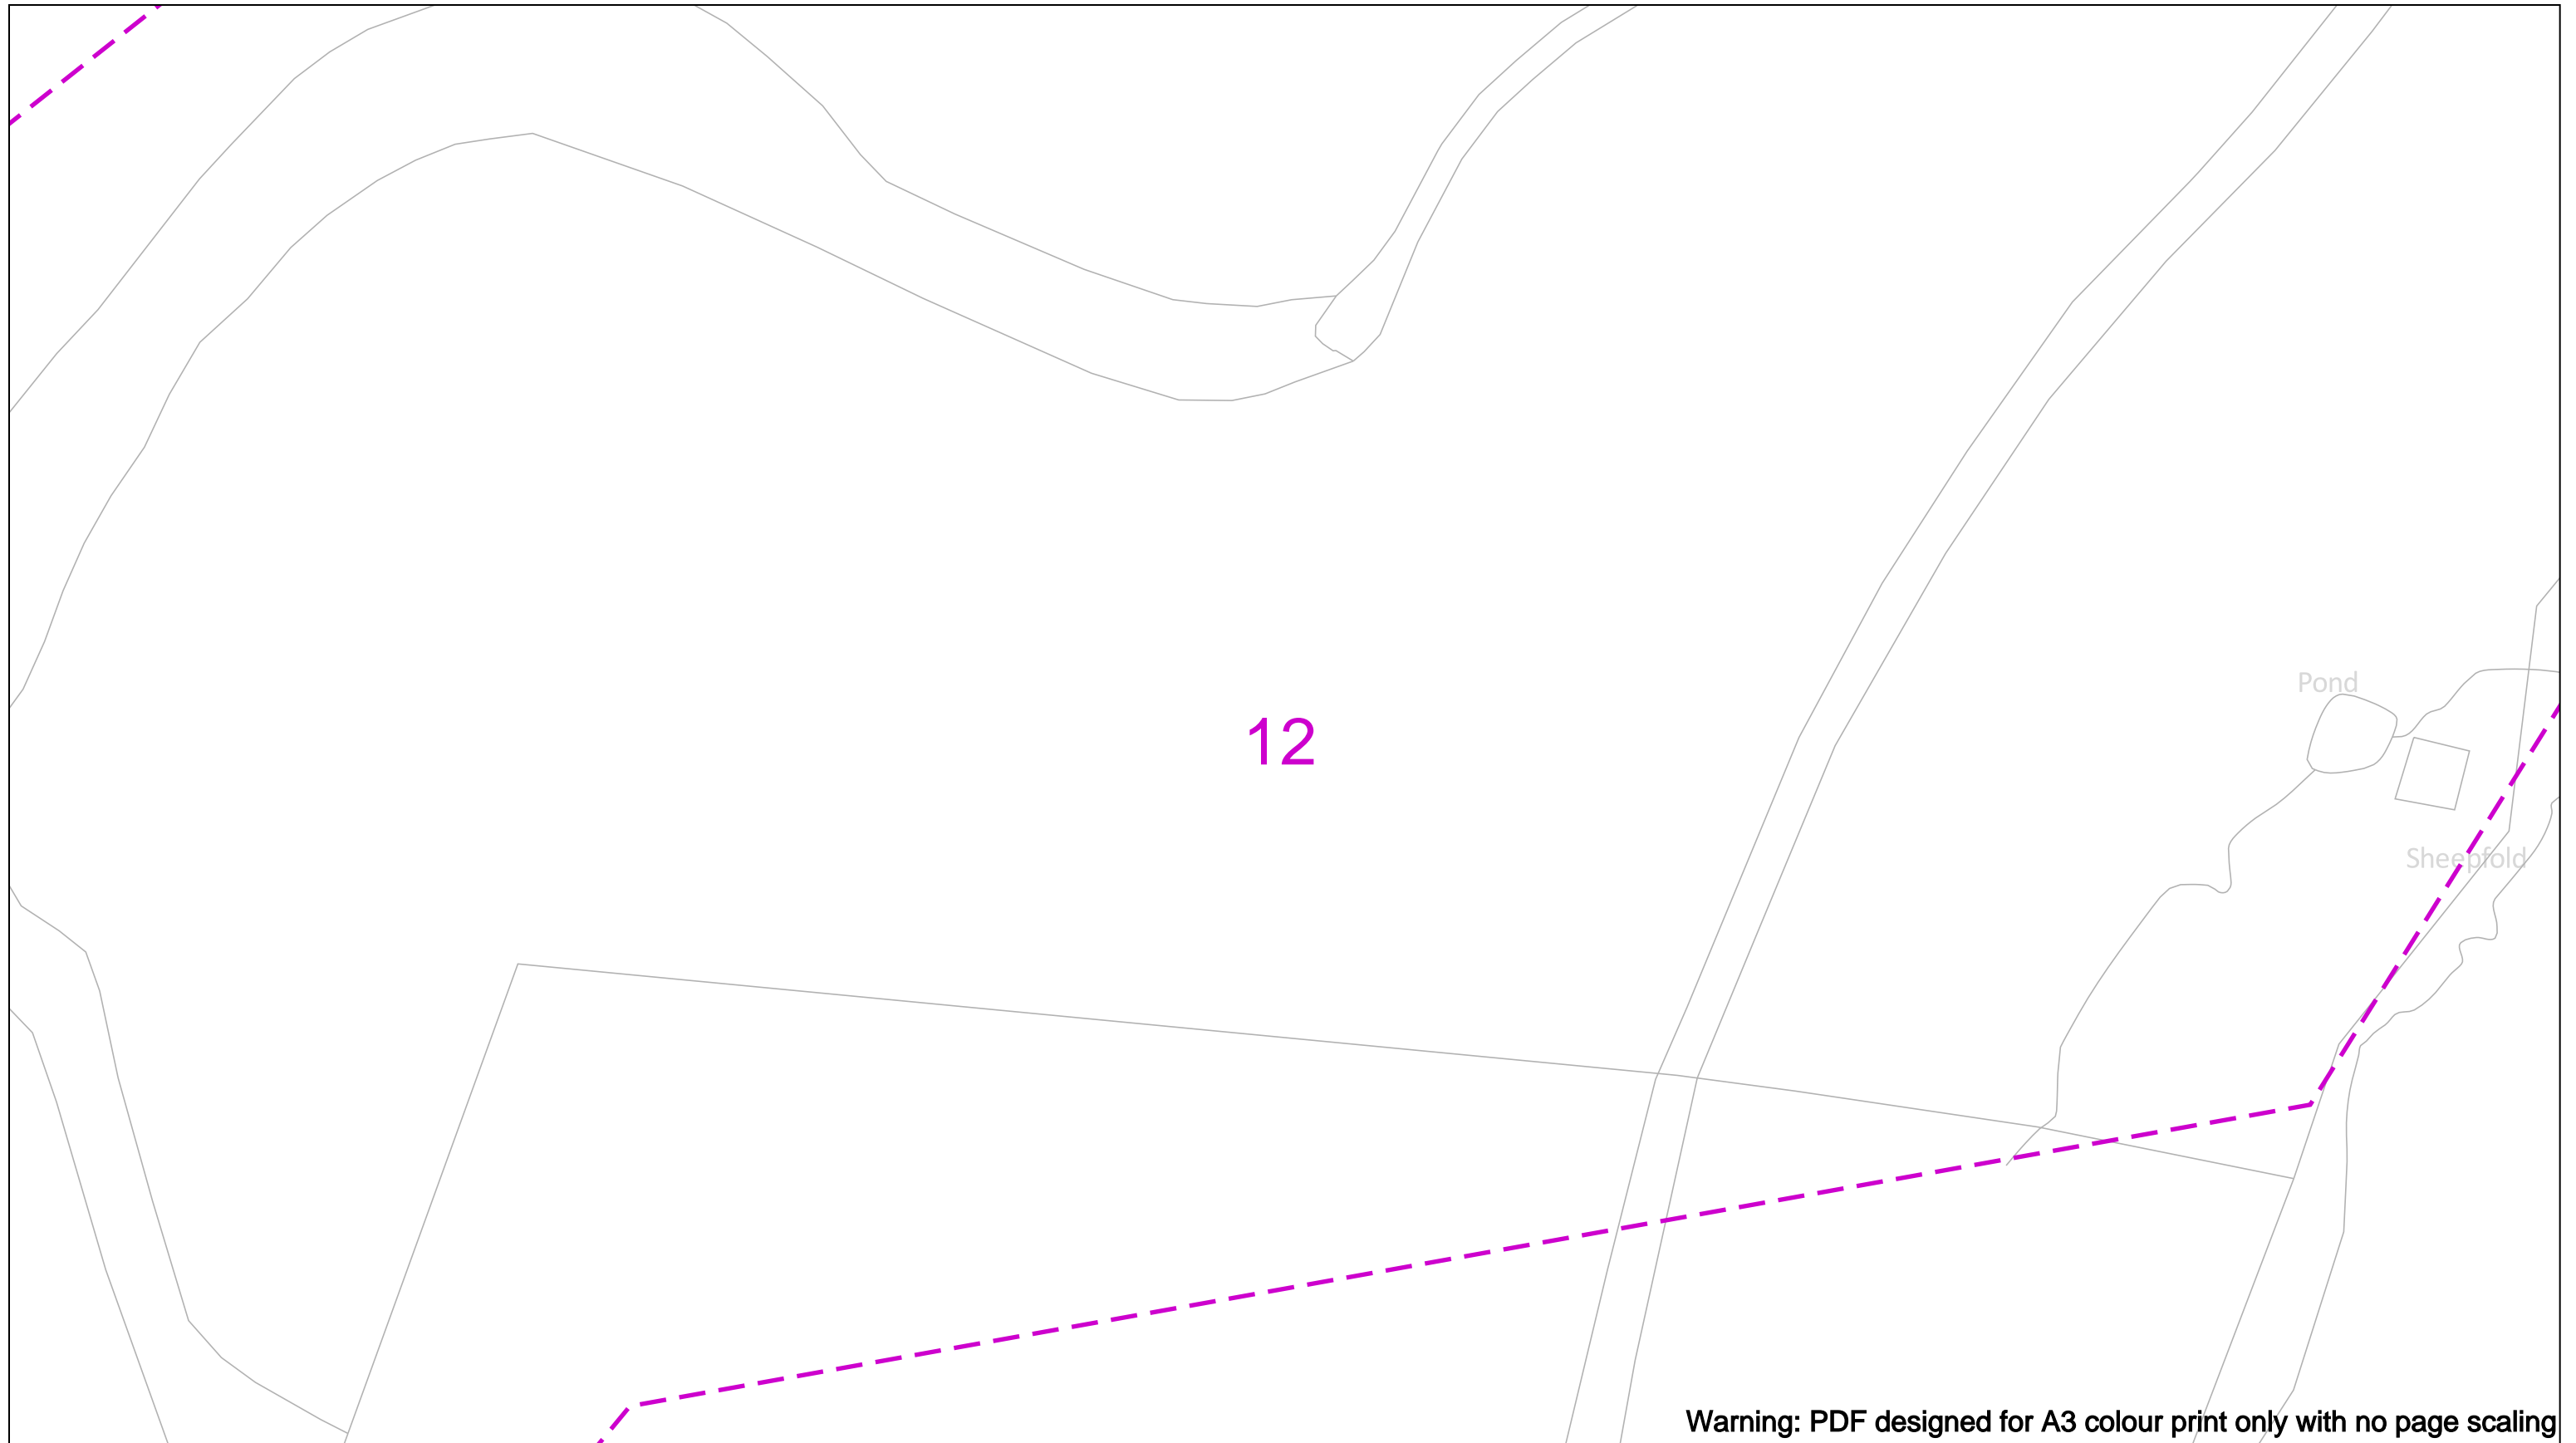 Pond
12
Sheepfold
Warning: PDF designed for A3 colour print only with no page scaling